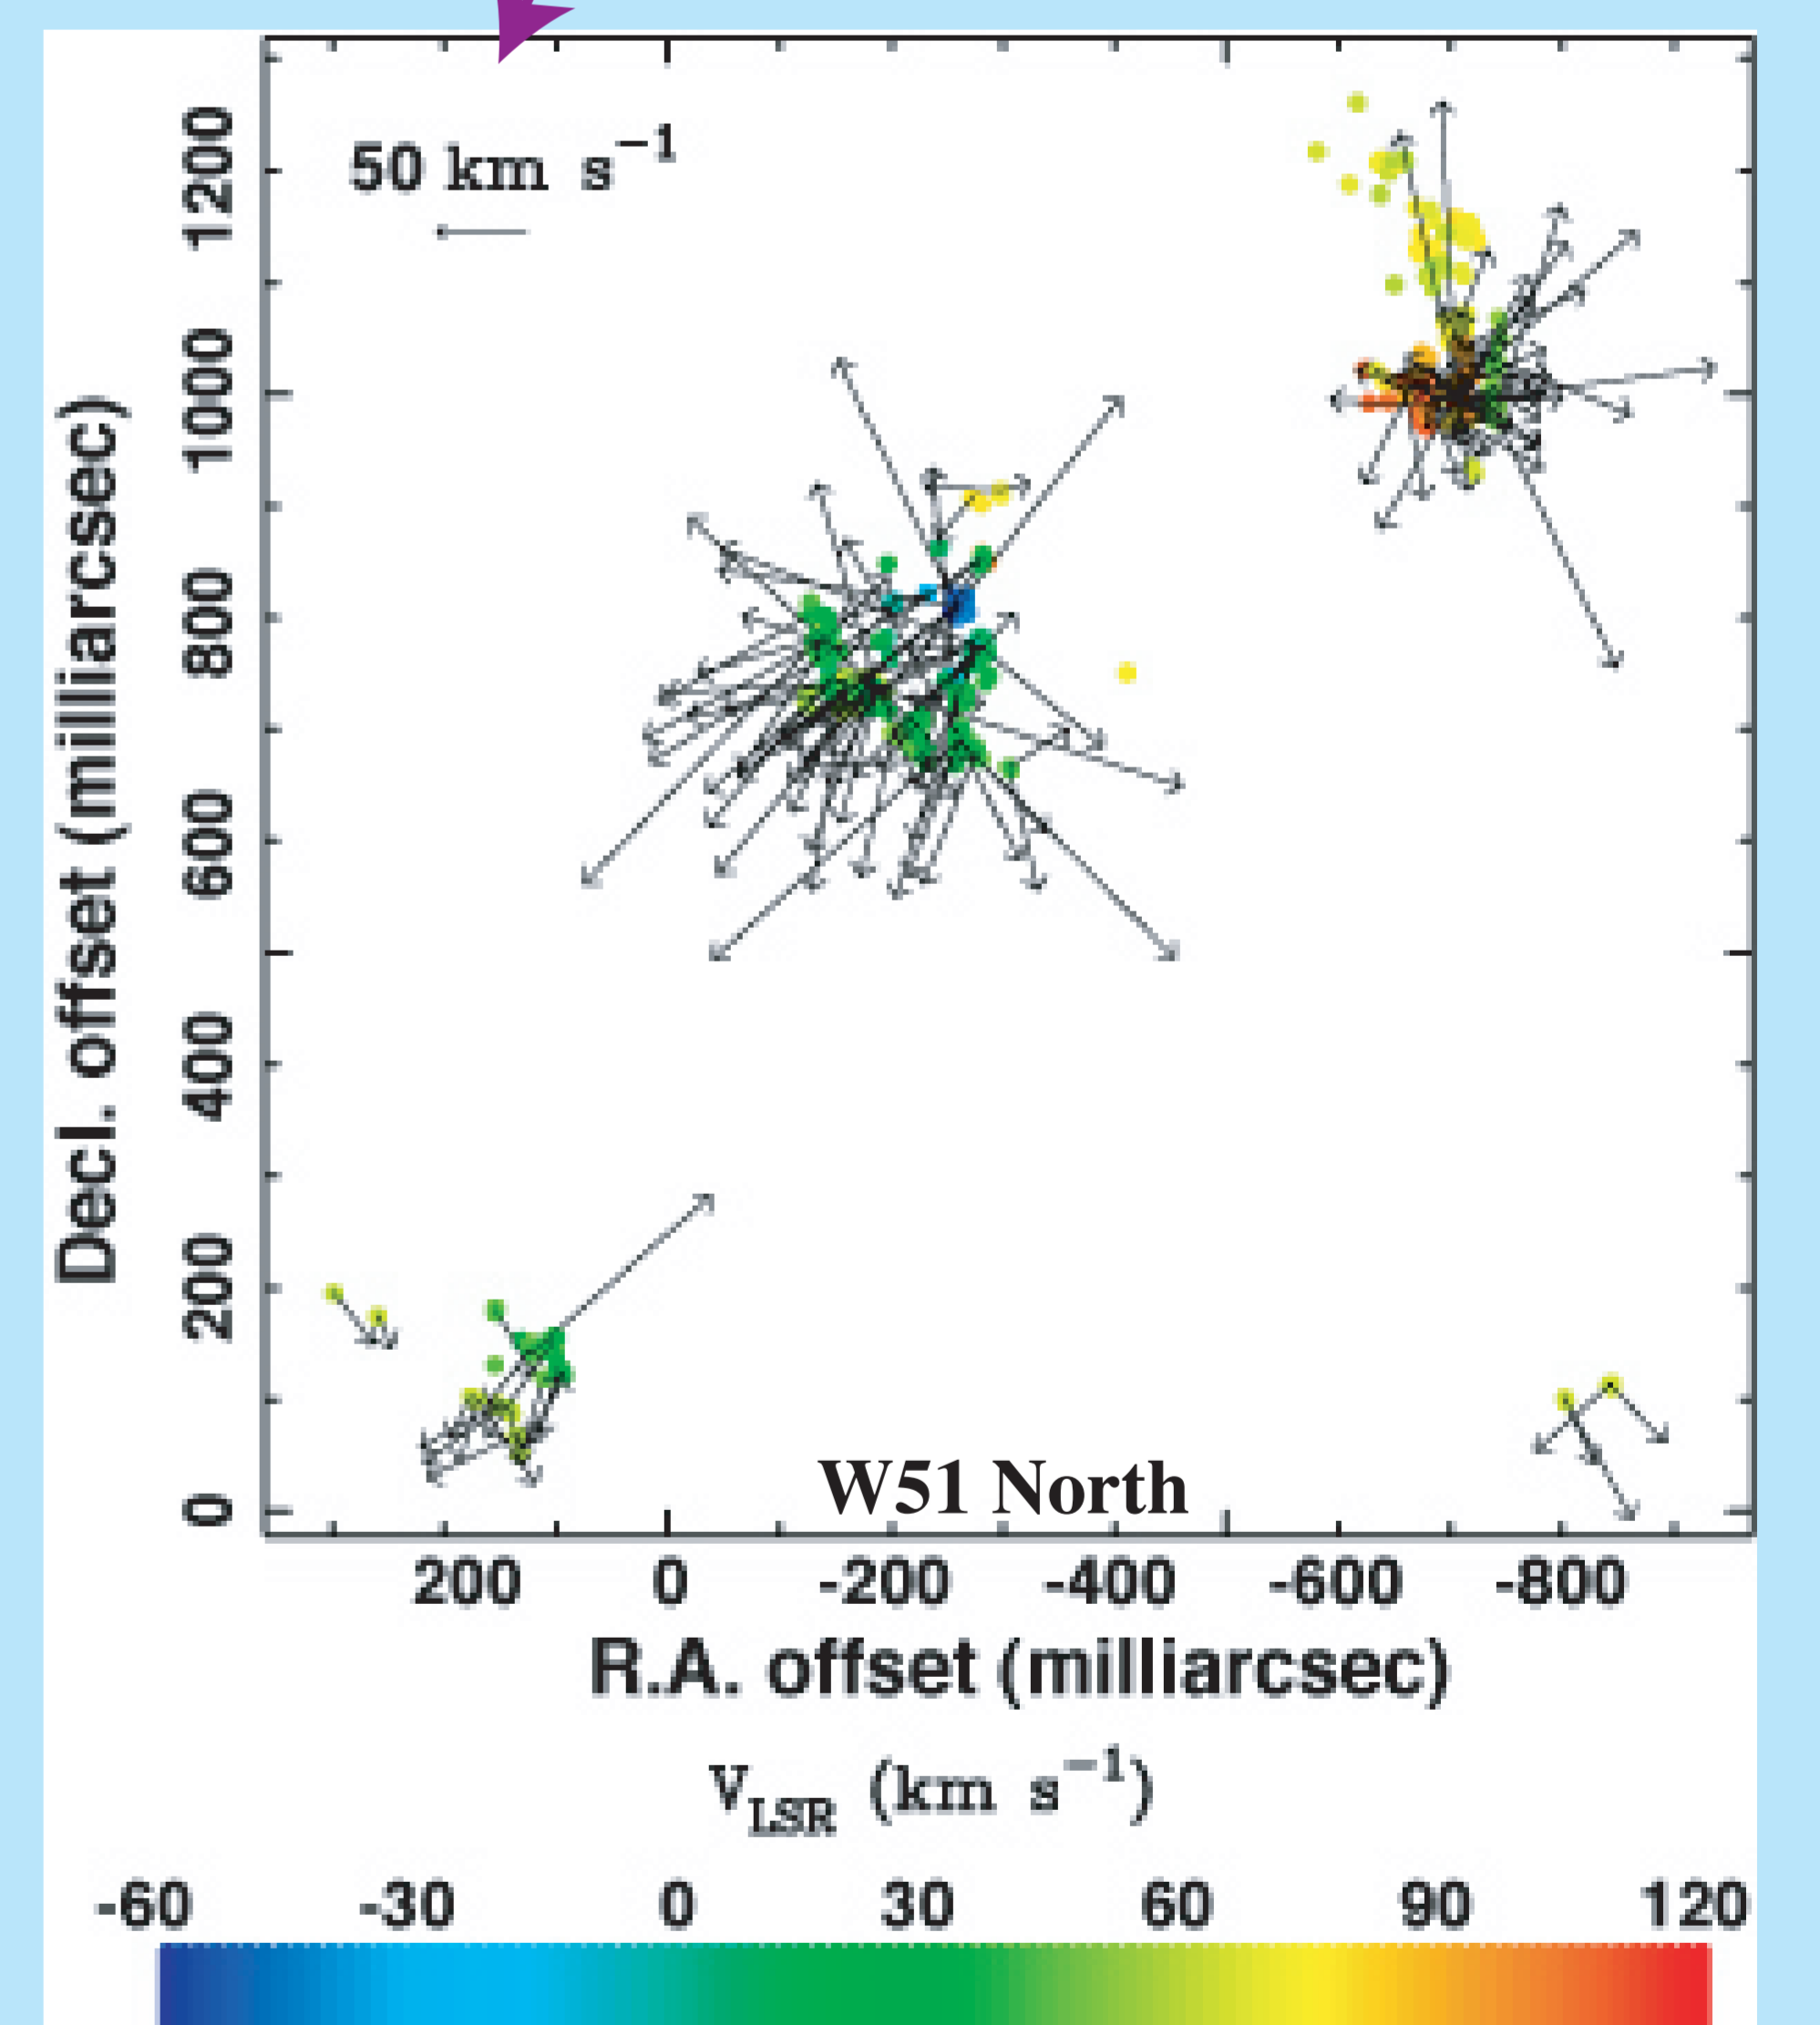 50 km s⁻¹
Decl. offset (milliarcsec)
1200
1000
800
600
400
200
0
W51 North
200 0 -200 -400 -600 -800
R.A. offset (milliarcsec)
V_LSR (km s⁻¹)
-60 -30 0 30 60 90 120